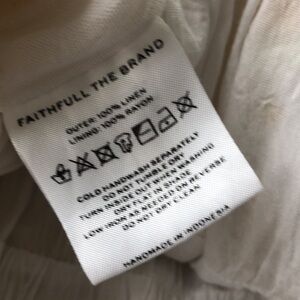 FAITHFULL THE BRAND
OUTER: 100% LINEN
LINING: 100% RAYON
COLD HANDWASH SEPARATELY
DO NOT TUMBLE DRY
TURN INSIDE OUT WHEN WASHING
DRY FLAT IN SHADE
LOW IRON AS NEEDED ON REVERSE
DO NOT DRY CLEAN
HANDMADE IN INDONESIA